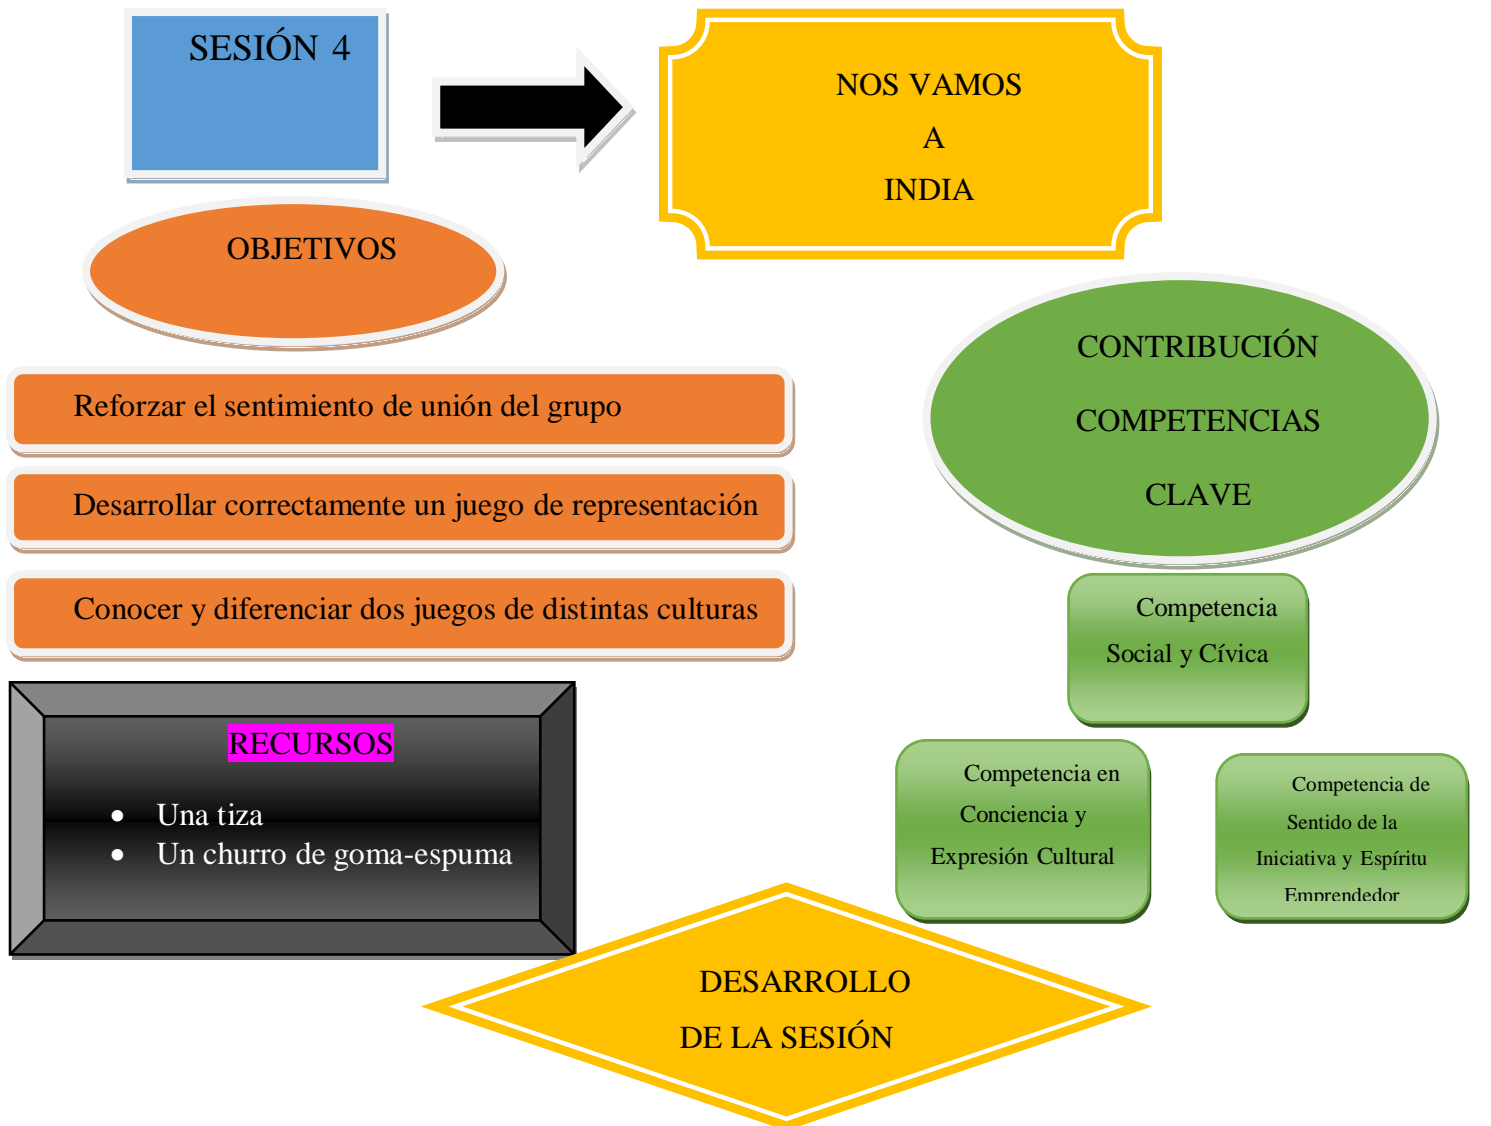 SESIÓN 4
NOS VAMOS
A
INDIA
OBJETIVOS
Reforzar el sentimiento de unión del grupo
Desarrollar correctamente un juego de representación
Conocer y diferenciar dos juegos de distintas culturas
CONTRIBUCIÓN
COMPETENCIAS
CLAVE
Competencia
Social y Cívica
Competencia en
Conciencia y
Expresión Cultural
Competencia de
Sentido de la
Iniciativa y Espíritu
Emprendedor
RECURSOS
• Una tiza
• Un churro de goma-espuma
DESARROLLO
DE LA SESIÓN